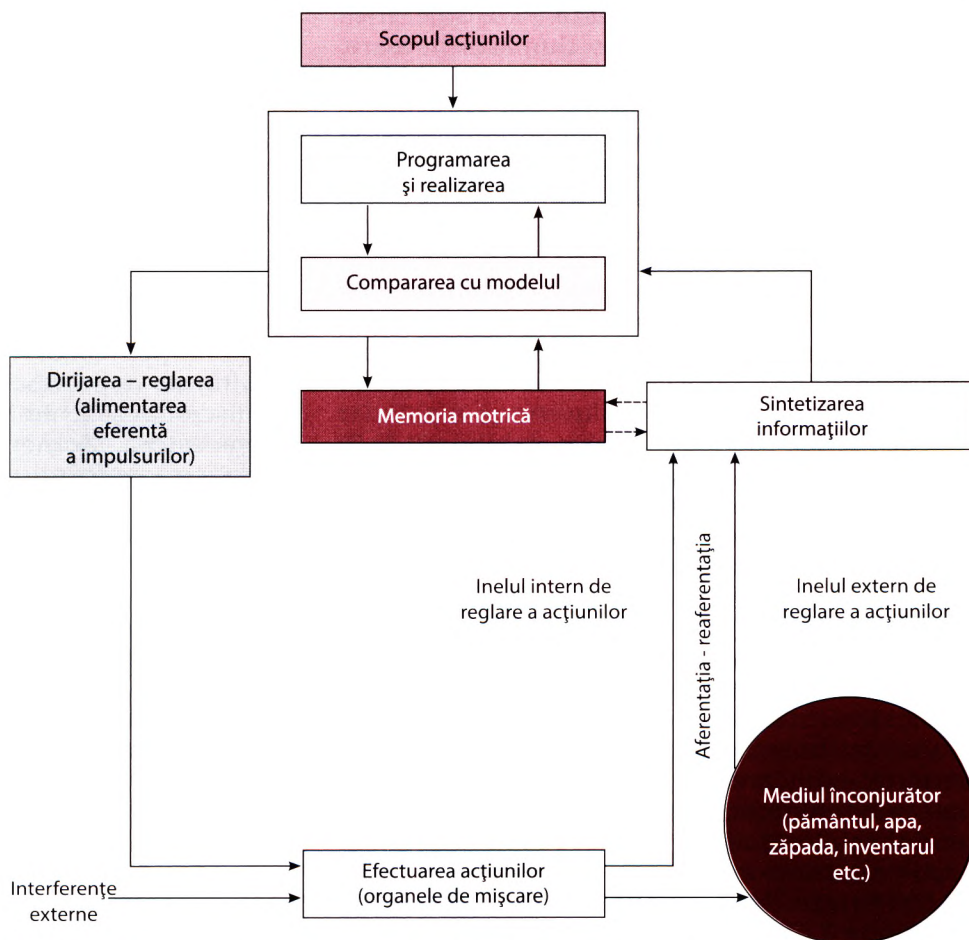 Scopul acţiunilor
Programarea
şi realizarea
Compararea cu modelul
Dirijarea – reglarea
(alimentarea
eferentă
a impulsurilor)
Memoria motrică
Sintetizarea
informaţiilor
Inelul intern de
reglare a acţiunilor
Aferentaţia - reaferentaţia
Inelul extern de
reglare a acţiunilor
Mediul înconjurător
(pământul, apa,
zăpada, inventarul
etc.)
Efectuarea acţiunilor
(organele de mişcare)
Interferenţe
externe